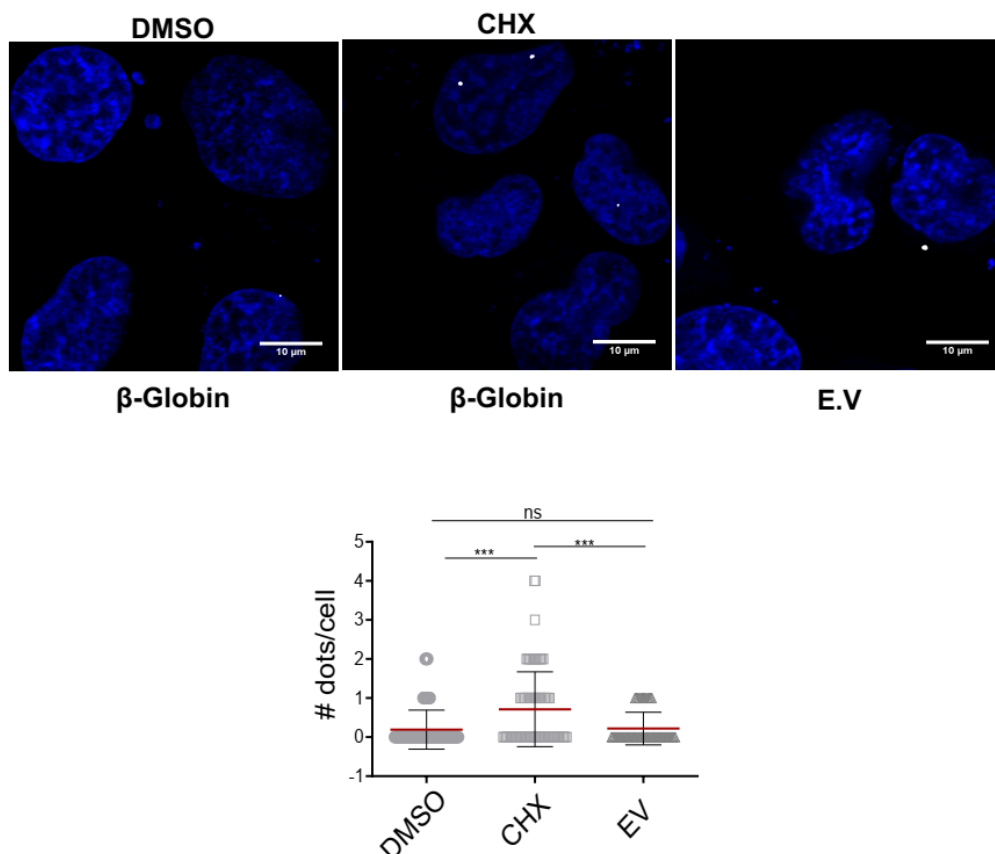 DMSO
CHX
10 µm
10 µm
10 µm
β-Globin
β-Globin
E.V
ns
***
***
5
4
3
2
1
0
-1
# dots/cell
DMSO
CHX
EV